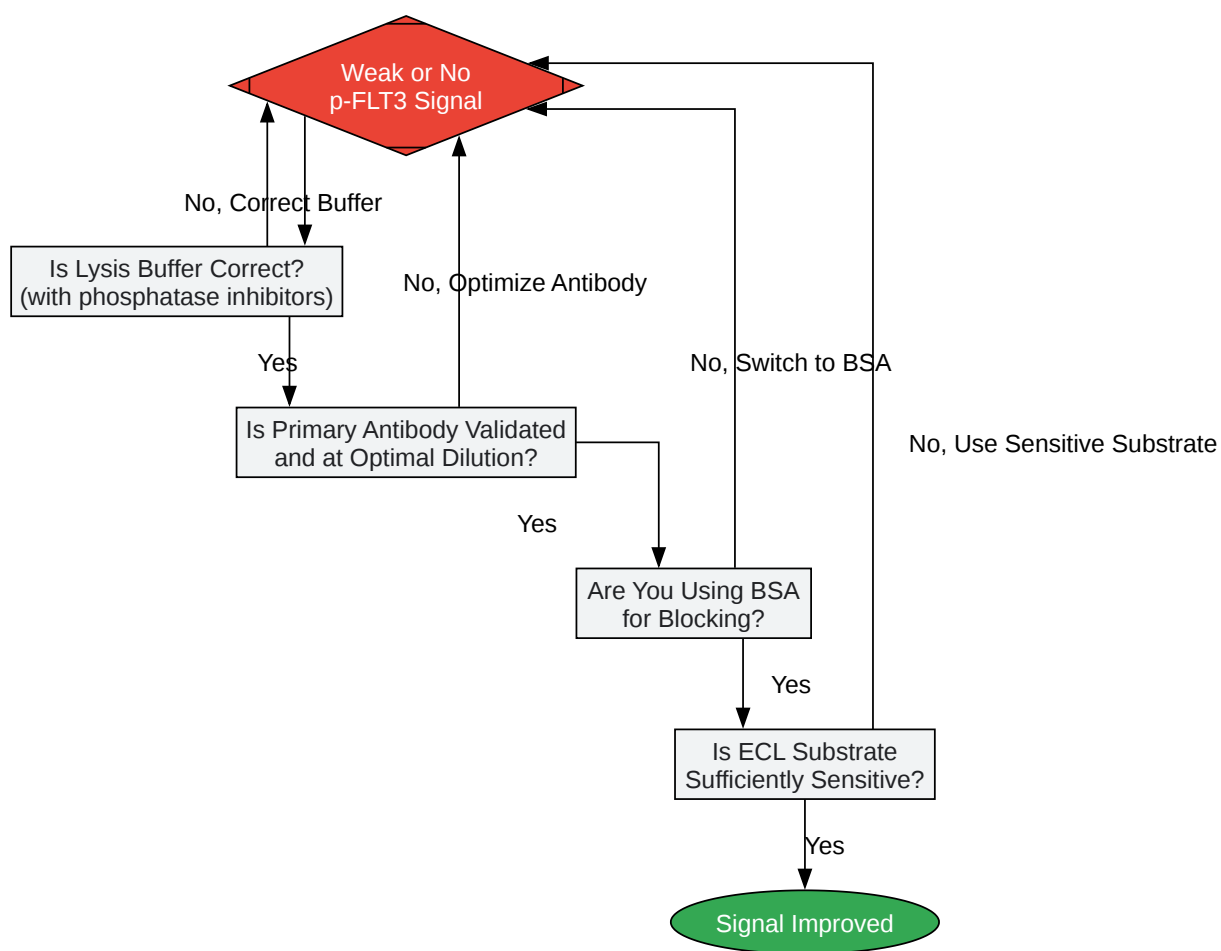 Weak or No
p-FLT3 Signal
No, Correct Buffer
Is Lysis Buffer Correct?
(with phosphatase inhibitors)
No, Optimize Antibody
Yes
No, Switch to BSA
Is Primary Antibody Validated
and at Optimal Dilution?
No, Use Sensitive Substrate
Yes
Are You Using BSA
for Blocking?
Yes
Is ECL Substrate
Sufficiently Sensitive?
Yes
Signal Improved